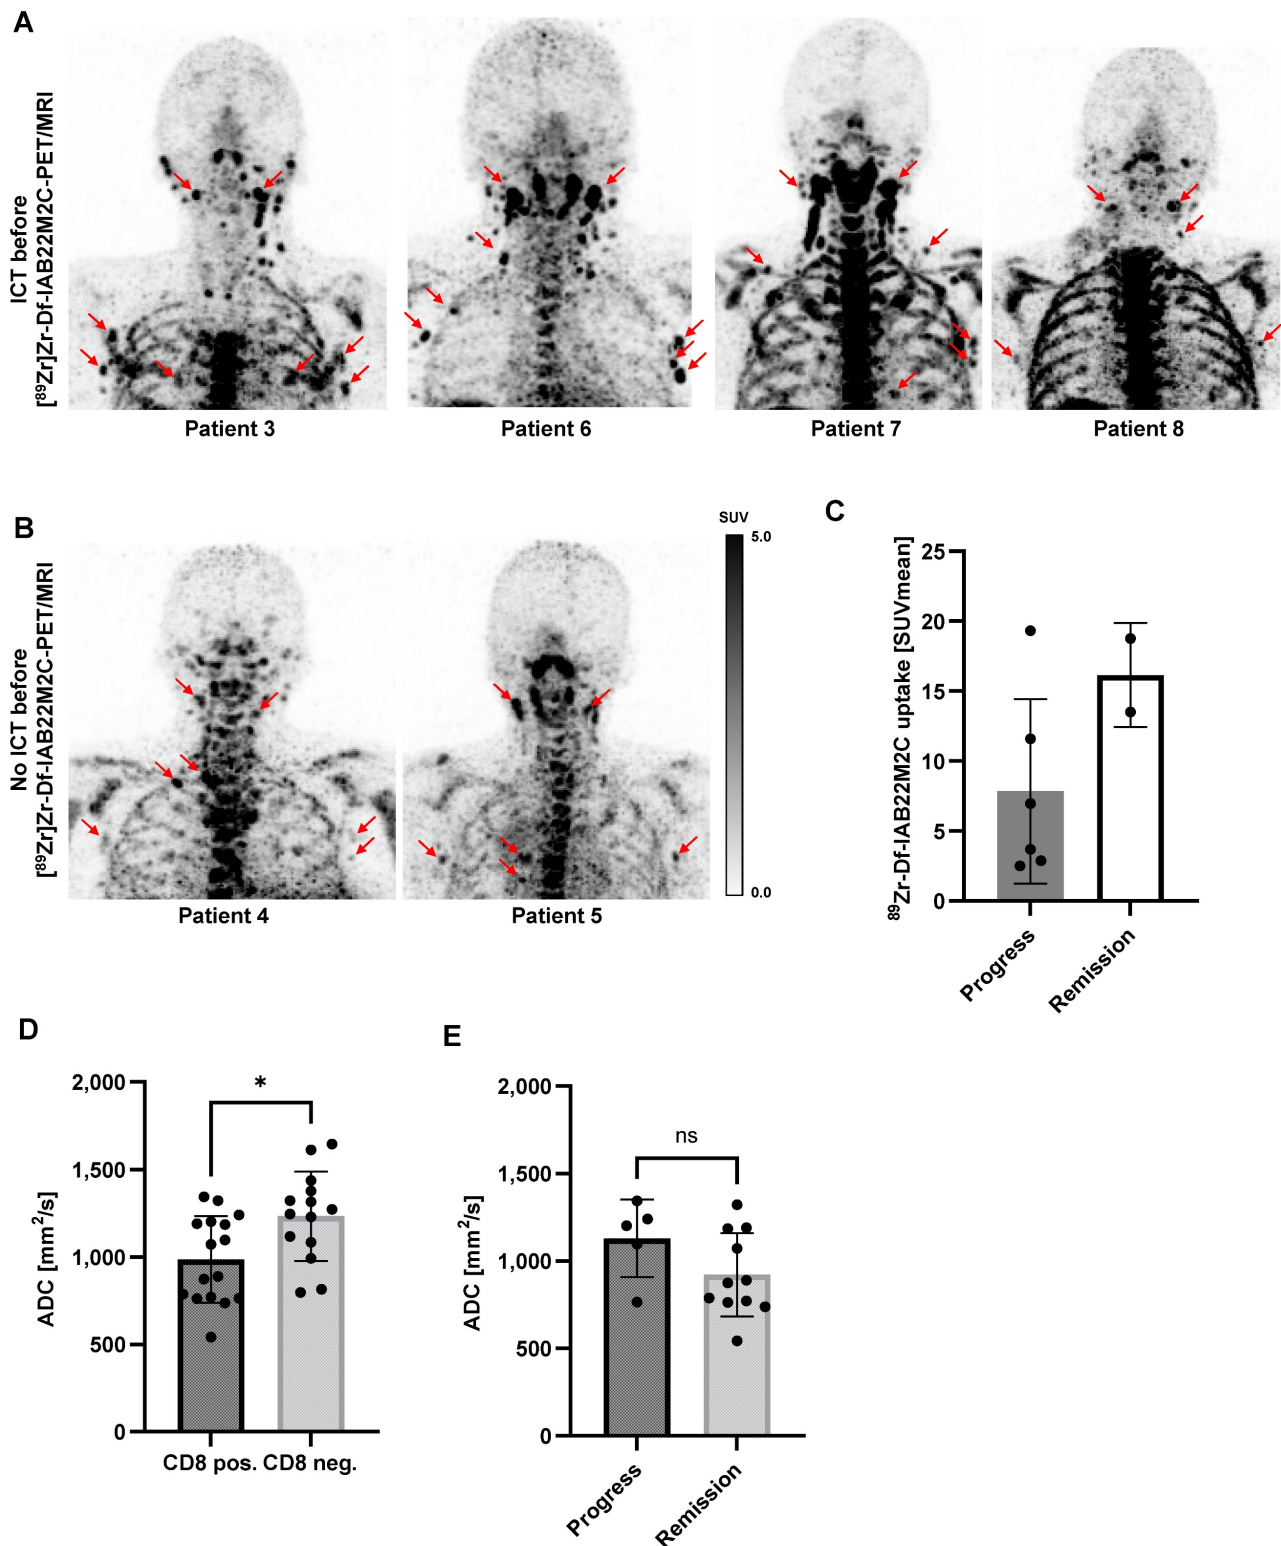 A
ICT before
[⁸⁹Zr]Zr-Df-IAB22M2C-PET/MRI
Patient 3
Patient 6
Patient 7
Patient 8
B
No ICT before
[⁸⁹Zr]Zr-Df-IAB22M2C-PET/MRI
Patient 4
Patient 5
SUV
5.0
0.0
C
⁸⁹Zr-Df-IAB22M2C uptake [SUVmean]
25
20
15
10
5
0
Progress
Remission
D
ADC [mm²/s]
2,000
1,500
1,000
500
0
*
CD8 pos.
CD8 neg.
E
ADC [mm²/s]
2,000
1,500
1,000
500
0
ns
Progress
Remission